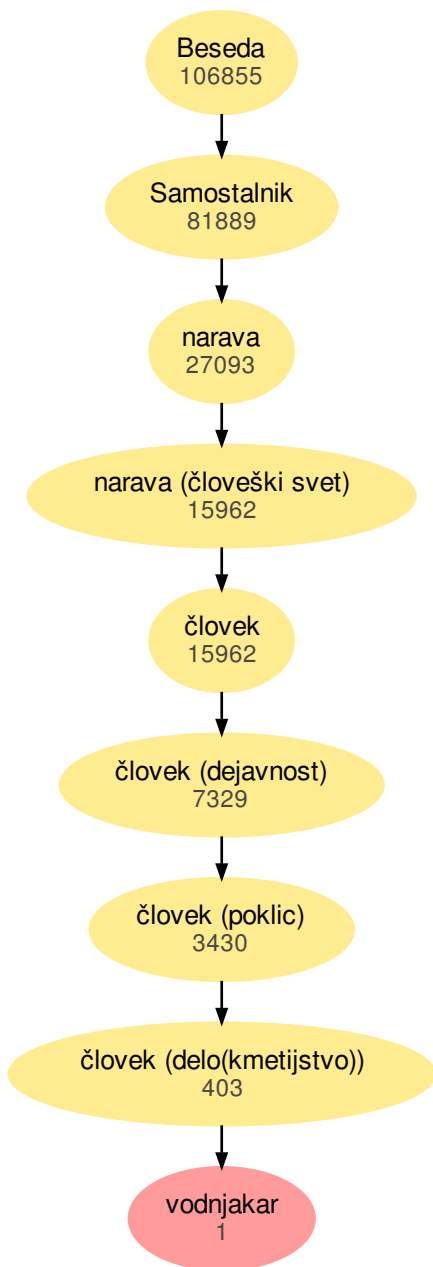 Beseda
106855
Samostalnik
81889
narava
27093
narava (človeški svet)
15962
človek
15962
človek (dejavnost)
7329
človek (poklic)
3430
človek (delo(kmetijstvo))
403
vodnjakar
1